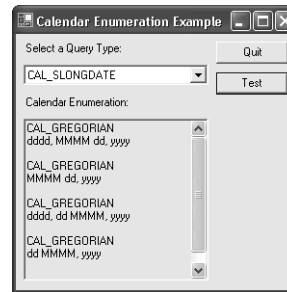 Calendar Enumeration Example
Select a Query Type:
Quit
CAL_SLONGDATE
Test
Calendar Enumeration:
CAL_GREGORIAN
dddd, MMMM dd, yyyy
CAL_GREGORIAN
MMMM dd, yyyy
CAL_GREGORIAN
dddd, dd MMMM, yyyy
CAL_GREGORIAN
dd MMMM, yyyy